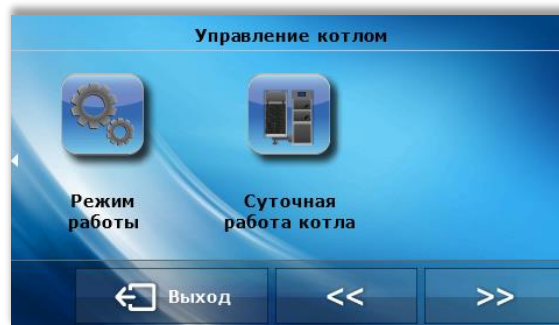 Управление котлом
Режим
работы
Суточная
работа котла
Выход
<<
>>